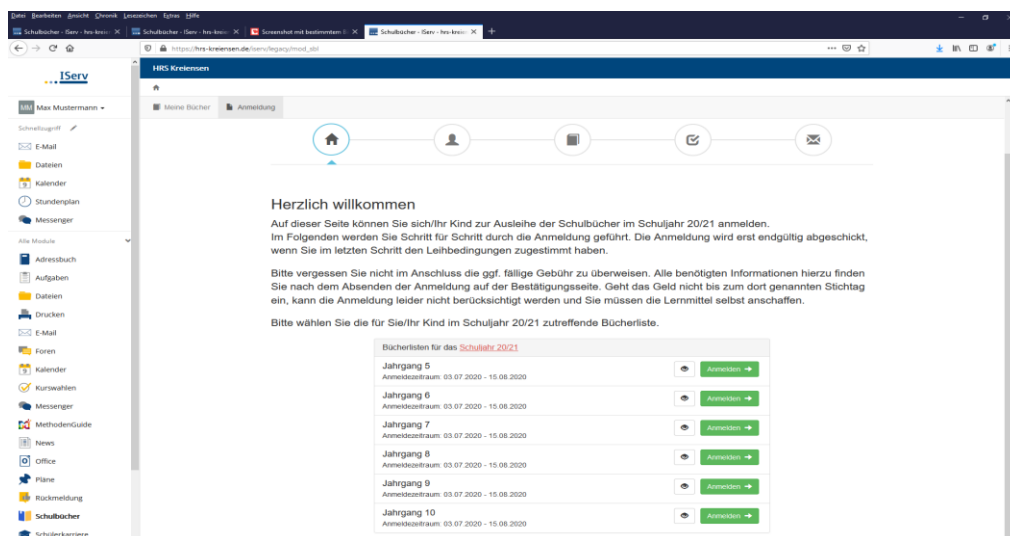 Datei Bearbeiten Ansicht Chronik Lesezeichen Extras Hilfe
Schulbücher - IServ - hrs-kreien
Schulbücher - IServ - hrs-kreien
Screenshot mit bestimmtem
Schulbücher - IServ - hrs-kreien
https://hrs-kreiensen.de/iserv/legacy/mod_sbl
IServ
HRS Kreiensen
MM Max Mustermann
Meine Bücher
Anmeldung
Schnellzugriff
E-Mail
Dateien
Kalender
Stundenplan
Messenger
Alle Module
Adressbuch
Aufgaben
Dateien
Drucken
E-Mail
Foren
Kalender
Kurswahlen
Messenger
MethodenGuide
News
Office
Pläne
Rückmeldung
Schulbücher
Schülerkarriere
Herzlich willkommen
Auf dieser Seite können Sie sich/Ihr Kind zur Ausleihe der Schulbücher im Schuljahr 20/21 anmelden.
Im Folgenden werden Sie Schritt für Schritt durch die Anmeldung geführt. Die Anmeldung wird erst endgültig abgeschickt,
wenn Sie im letzten Schritt den Leihbedingungen zugestimmt haben.
Bitte vergessen Sie nicht im Anschluss die ggf. fällige Gebühr zu überweisen. Alle benötigten Informationen hierzu finden
Sie nach dem Absenden der Anmeldung auf der Bestätigungsseite. Geht das Geld nicht bis zum dort genannten Stichtag
ein, kann die Anmeldung leider nicht berücksichtigt werden und Sie müssen die Lernmittel selbst anschaffen.
Bitte wählen Sie die für Sie/Ihr Kind im Schuljahr 20/21 zutreffende Bücherliste.
Bücherlisten für das Schuljahr 20/21
Jahrgang 5
Anmeldezeitraum: 03.07.2020 - 15.08.2020
Anmelden
Jahrgang 6
Anmeldezeitraum: 03.07.2020 - 15.08.2020
Anmelden
Jahrgang 7
Anmeldezeitraum: 03.07.2020 - 15.08.2020
Anmelden
Jahrgang 8
Anmeldezeitraum: 03.07.2020 - 15.08.2020
Anmelden
Jahrgang 9
Anmeldezeitraum: 03.07.2020 - 15.08.2020
Anmelden
Jahrgang 10
Anmeldezeitraum: 03.07.2020 - 15.08.2020
Anmelden